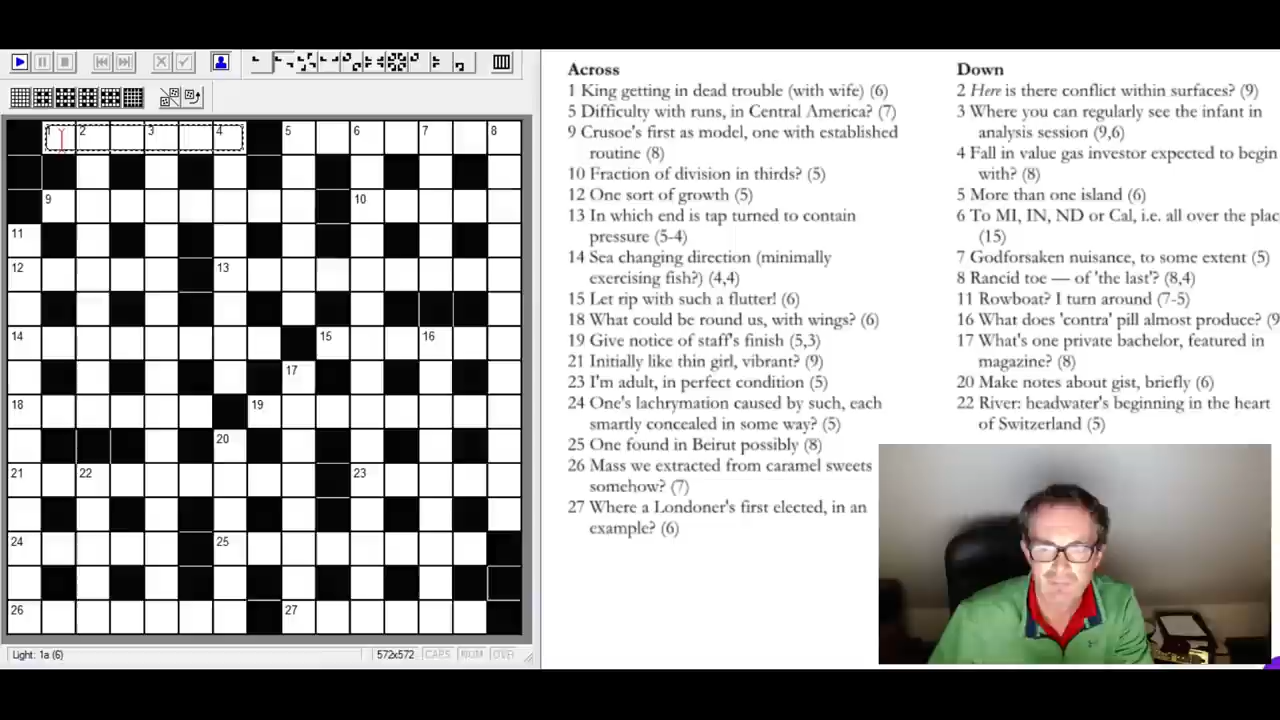 1
2
3
4
5
6
7
8
9
10
11
12
13
14
15
16
17
18
19
20
21
22
23
24
25
26
27
Light: 1a (6)
572x572 CAPS NUM OVR
Across
1 King getting in dead trouble (with wife) (6)
5 Difficulty with runs, in Central America? (7)
9 Crusoe's first as model, one with established
routine (8)
10 Fraction of division in thirds? (5)
12 One sort of growth (5)
13 In which end is tap turned to contain
pressure (5-4)
14 Sea changing direction (minimally
exercising fish?) (4,4)
15 Let rip with such a flutter! (6)
18 What could be round us, with wings? (6)
19 Give notice of staff's finish (5,3)
21 Initially like thin girl, vibrant? (9)
23 I'm adult, in perfect condition (5)
24 One's lachrymation caused by such, each
smartly concealed in some way? (5)
25 One found in Beirut possibly (8)
26 Mass we extracted from caramel sweets
somehow? (7)
27 Where a Londoner's first elected, in an
example? (6)
Down
2 Here is there conflict within surfaces? (9)
3 Where you can regularly see the infant in
analysis session (9,6)
4 Fall in value gas investor expected to begin
with? (8)
5 More than one island (6)
6 To MI, IN, ND or Cal, i.e. all over the plac
(15)
7 Godforsaken nuisance, to some extent (5)
8 Rancid toe — of 'the last'? (8,4)
11 Rowboat? I turn around (7-5)
16 What does 'contra' pill almost produce? (9
17 What's one private bachelor, featured in
magazine? (8)
20 Make notes about gist, briefly (6)
22 River: headwater's beginning in the heart
of Switzerland (5)